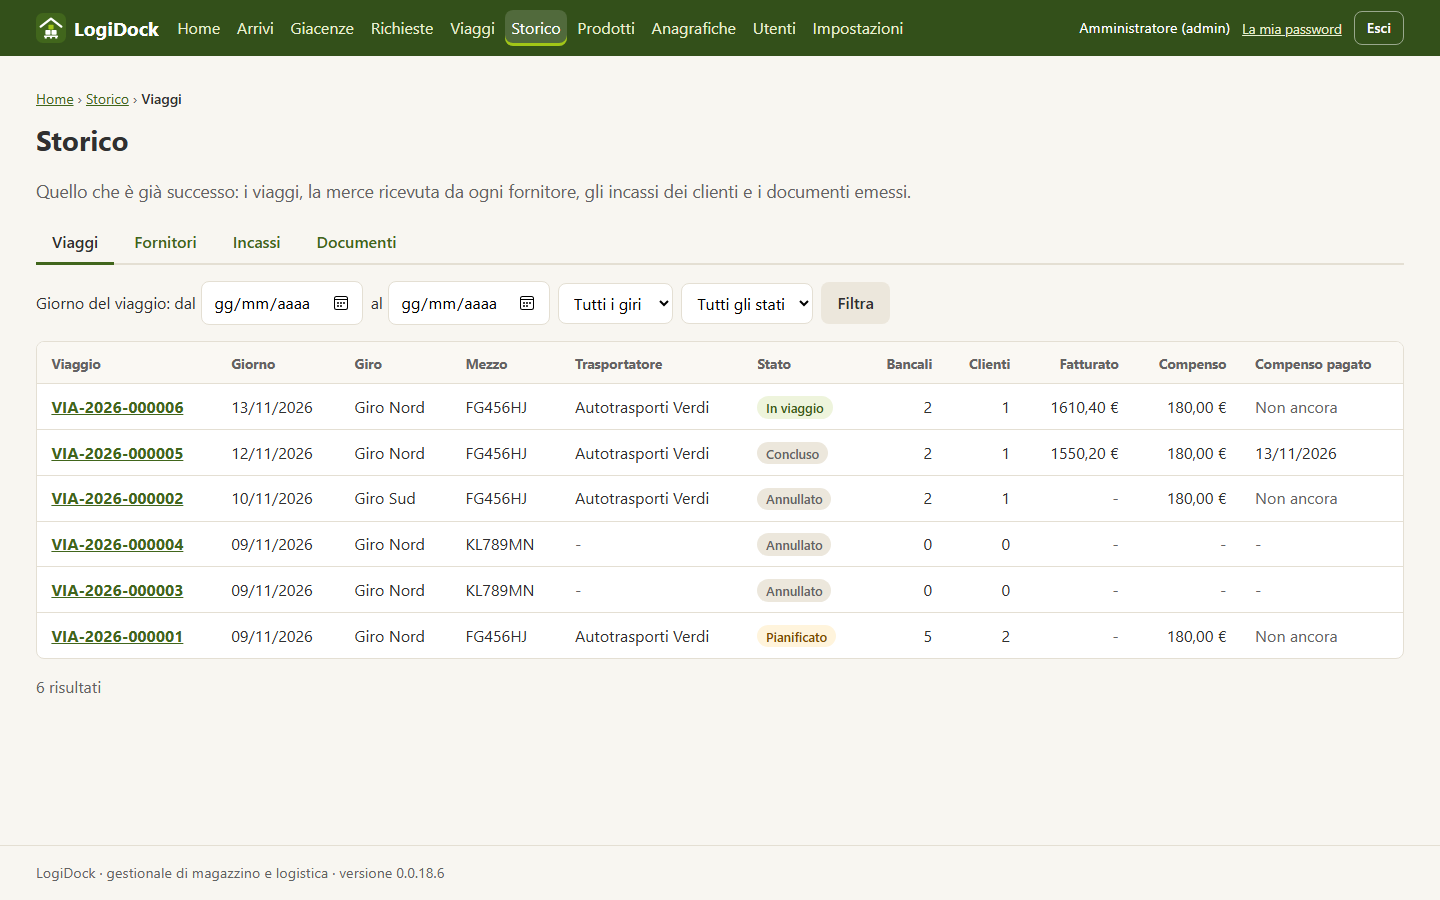 LogiDock Home Arrivi Giacenze Richieste Viaggi Storico Prodotti Anagrafiche Utenti Impostazioni Amministratore (admin) La mia password Esci
Home › Storico › Viaggi
Storico
Quello che è già successo: i viaggi, la merce ricevuta da ogni fornitore, gli incassi dei clienti e i documenti emessi.
Viaggi Fornitori Incassi Documenti
Giorno del viaggio: dal gg/mm/aaaa al gg/mm/aaaa Tutti i giri Tutti gli stati Filtra
Viaggio Giorno Giro Mezzo Trasportatore Stato Bancali Clienti Fatturato Compenso Compenso pagato
VIA-2026-000006 13/11/2026 Giro Nord FG456HJ Autotrasporti Verdi In viaggio 2 1 1610,40 € 180,00 € Non ancora
VIA-2026-000005 12/11/2026 Giro Nord FG456HJ Autotrasporti Verdi Concluso 2 1 1550,20 € 180,00 € 13/11/2026
VIA-2026-000002 10/11/2026 Giro Sud FG456HJ Autotrasporti Verdi Annullato 2 1 - 180,00 € Non ancora
VIA-2026-000004 09/11/2026 Giro Nord KL789MN - Annullato 0 0 - - -
VIA-2026-000003 09/11/2026 Giro Nord KL789MN - Annullato 0 0 - - -
VIA-2026-000001 09/11/2026 Giro Nord FG456HJ Autotrasporti Verdi Pianificato 5 2 - 180,00 € Non ancora
6 risultati
LogiDock · gestionale di magazzino e logistica · versione 0.0.18.6